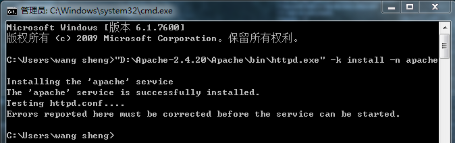 管理员: C:\Windows\system32\cmd.exe
Microsoft Windows [版本 6.1.7600]
版权所有 (c) 2009 Microsoft Corporation。保留所有权利。
C:\Users\wang sheng>"D:\Apache-2.4.20\Apache\bin\httpd.exe" -k install -n apache
Installing the 'apache' service
The 'apache' service is successfully installed.
Testing httpd.conf....
Errors reported here must be corrected before the service can be started.
C:\Users\wang sheng>